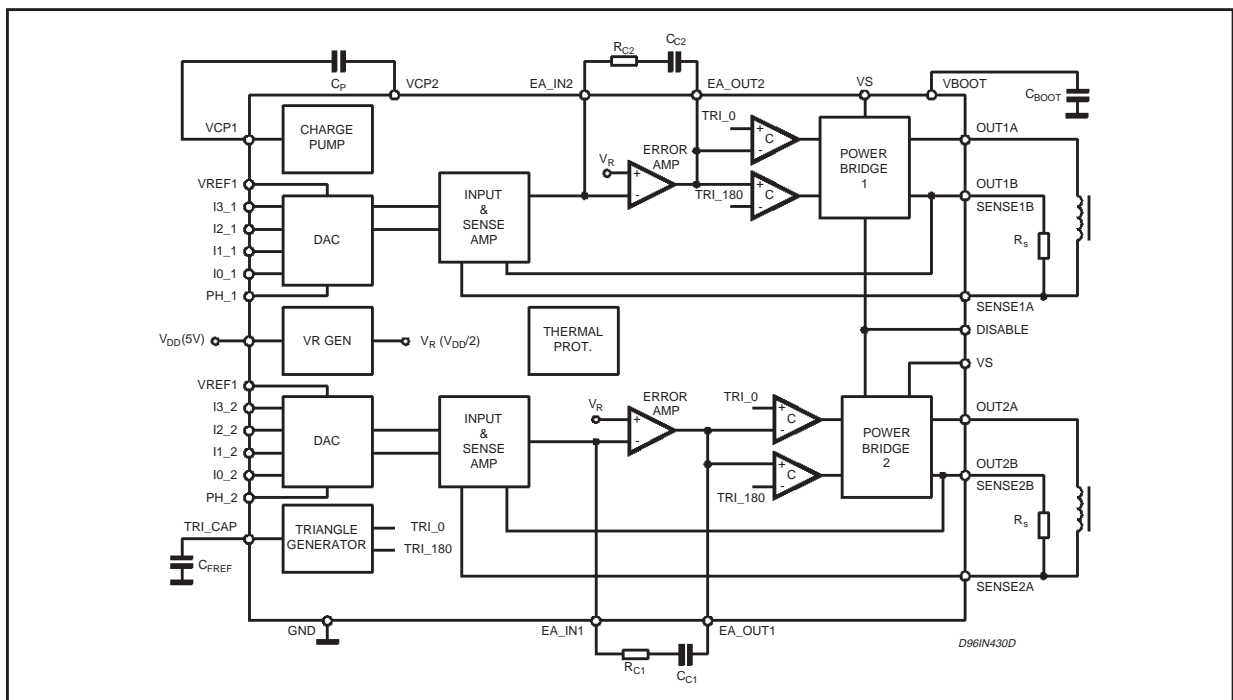 RC2
CC2
CP
VCP2
EA_IN2
EA_OUT2
VS
VBOOT
CBOOT
VCP1
CHARGE
PUMP
TRI_0
+
-
C
OUT1A
VR
ERROR
AMP
+
-
POWER
BRIDGE
1
VREF1
I3_1
I2_1
I1_1
I0_1
PH_1
DAC
INPUT
&
SENSE
AMP
TRI_180
+
-
C
OUT1B
SENSE1B
Rs
SENSE1A
VDD(5V)
VR GEN
VR (VDD/2)
THERMAL
PROT.
DISABLE
VS
VREF1
I3_2
I2_2
I1_2
I0_2
PH_2
DAC
INPUT
&
SENSE
AMP
VR
ERROR
AMP
+
-
TRI_0
+
-
C
OUT2A
POWER
BRIDGE
2
TRI_180
+
-
C
OUT2B
SENSE2B
Rs
SENSE2A
TRI_CAP
CFREF
TRIANGLE
GENERATOR
TRI_0
TRI_180
GND
EA_IN1
EA_OUT1
RC1
CC1
D96IN430D